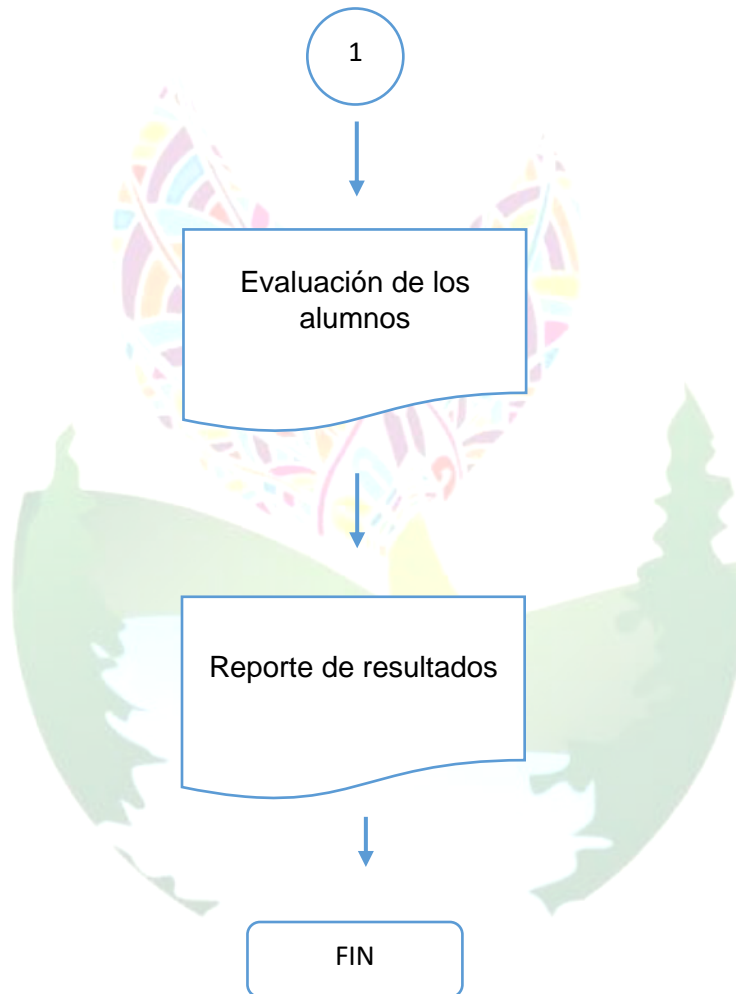 1
Evaluación de los
alumnos
Reporte de resultados
FIN